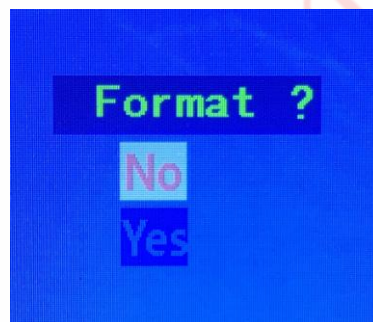 Format ?
No
Yes